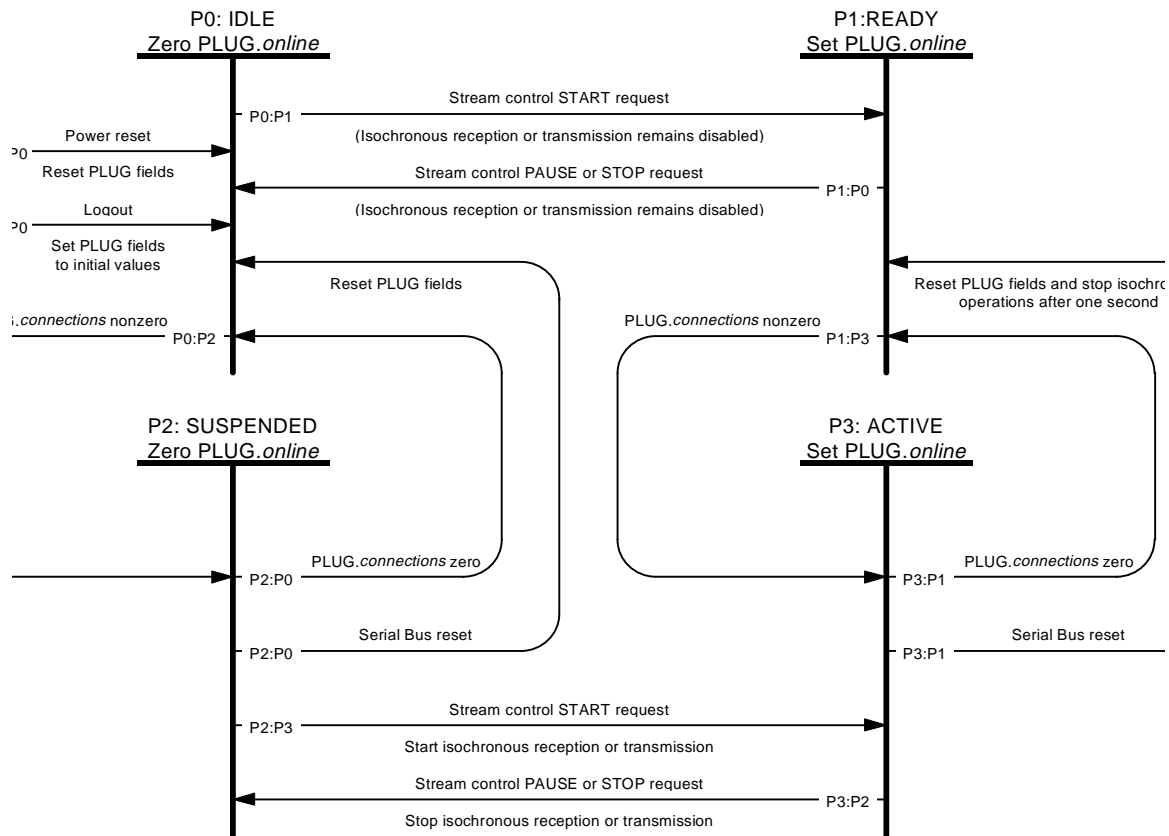 P0: IDLE
Zero PLUG.online
P1:READY
Set PLUG.online
Stream control START request
P0:P1
Power reset
(Isochronous reception or transmission remains disabled)
P0
Reset PLUG fields
Stream control PAUSE or STOP request
P1:P0
Logout
(Isochronous reception or transmission remains disabled)
P0
Set PLUG fields
to initial values
Reset PLUG fields
Reset PLUG fields and stop isochro
operations after one second
.connections nonzero
P0:P2
PLUG.connections nonzero
P1:P3
P2: SUSPENDED
Zero PLUG.online
P3: ACTIVE
Set PLUG.online
P2:P0
PLUG.connections zero
P3:P1
PLUG.connections zero
P2:P0
Serial Bus reset
P3:P1
Serial Bus reset
Stream control START request
P2:P3
Start isochronous reception or transmission
Stream control PAUSE or STOP request
P3:P2
Stop isochronous reception or transmission